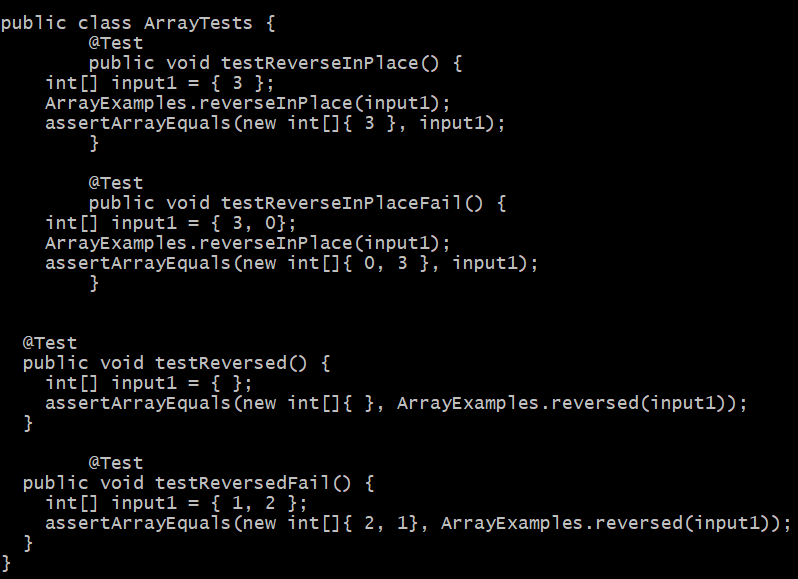 public class ArrayTests {
        @Test
        public void testReverseInPlace() {
    int[] input1 = { 3 };
    ArrayExamples.reverseInPlace(input1);
    assertArrayEquals(new int[]{ 3 }, input1);
        }

        @Test
        public void testReverseInPlaceFail() {
    int[] input1 = { 3, 0};
    ArrayExamples.reverseInPlace(input1);
    assertArrayEquals(new int[]{ 0, 3 }, input1);
        }


  @Test
  public void testReversed() {
    int[] input1 = { };
    assertArrayEquals(new int[]{ }, ArrayExamples.reversed(input1));
  }

        @Test
  public void testReversedFail() {
    int[] input1 = { 1, 2 };
    assertArrayEquals(new int[]{ 2, 1}, ArrayExamples.reversed(input1));
  }
}